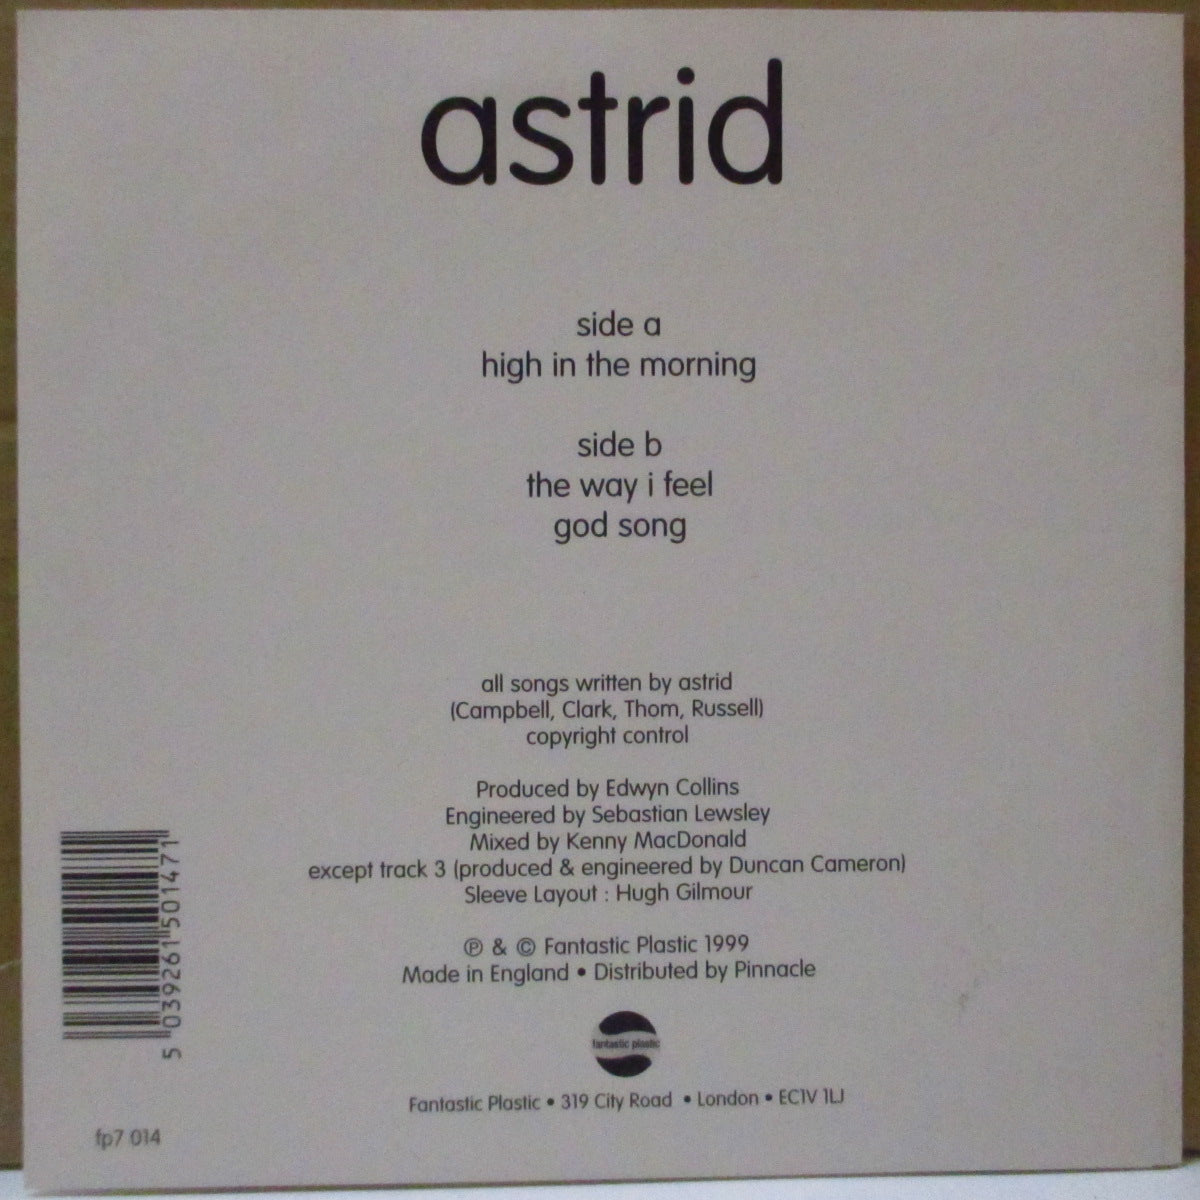 astrid
side a
high in the morning
side b
the way i feel
god song
all songs written by astrid
(Campbell, Clark, Thom, Russell)
copyright control
Produced by Edwyn Collins
Engineered by Sebastian Lewsley
Mixed by Kenny MacDonald
except track 3 (produced & engineered by Duncan Cameron)
Sleeve Layout : Hugh Gilmour
℗ & © Fantastic Plastic 1999
Made in England • Distributed by Pinnacle
fantastic plastic
Fantastic Plastic • 319 City Road • London • EC1V 1LJ
5 039261 501471
fp7 014